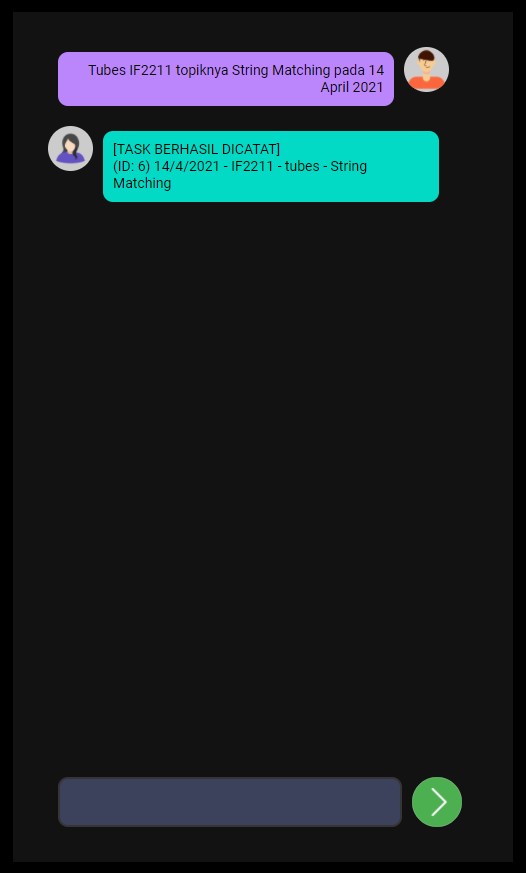 Tubes IF2211 topiknya String Matching pada 14
April 2021
[TASK BERHASIL DICATAT]
(ID: 6) 14/4/2021 - IF2211 - tubes - String
Matching